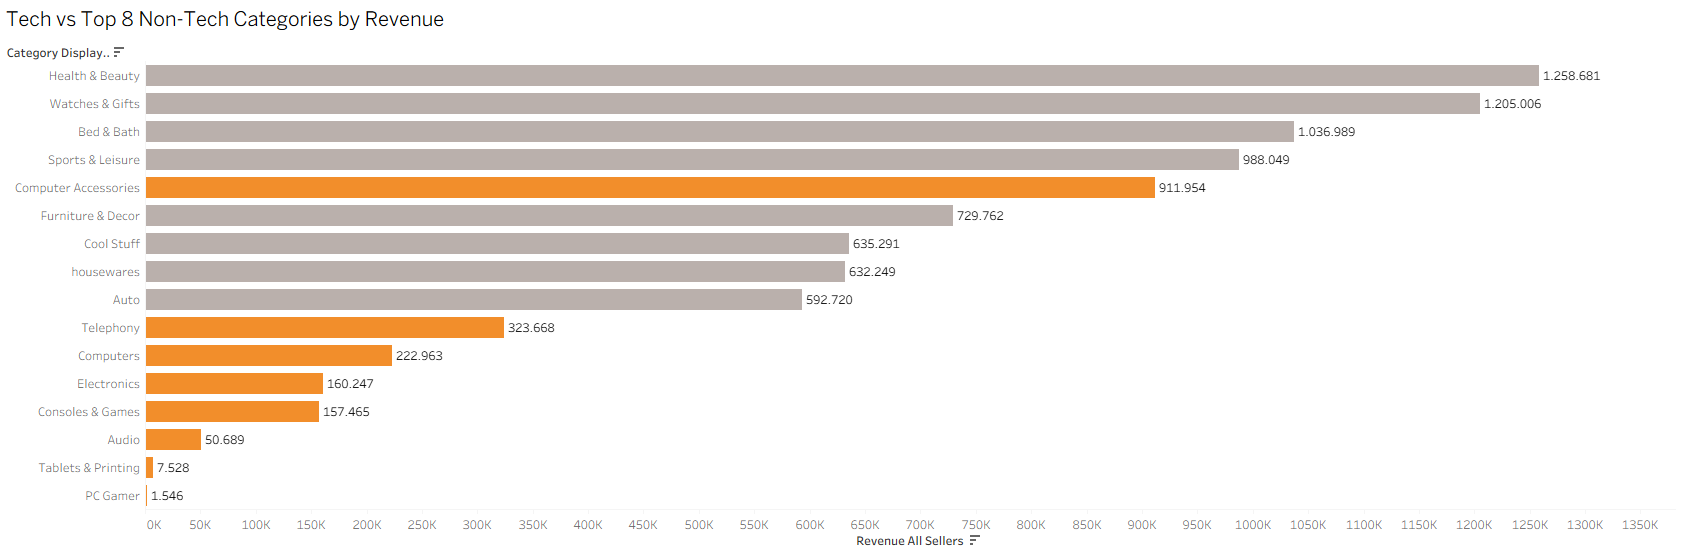 Tech vs Top 8 Non-Tech Categories by Revenue
Category Display..
Health & Beauty 1.258.681
Watches & Gifts 1.205.006
Bed & Bath 1.036.989
Sports & Leisure 988.049
Computer Accessories 911.954
Furniture & Decor 729.762
Cool Stuff 635.291
housewares 632.249
Auto 592.720
Telephony 323.668
Computers 222.963
Electronics 160.247
Consoles & Games 157.465
Audio 50.689
Tablets & Printing 7.528
PC Gamer 1.546
0K 50K 100K 150K 200K 250K 300K 350K 400K 450K 500K 550K 600K 650K 700K 750K 800K 850K 900K 950K 1000K 1050K 1100K 1150K 1200K 1250K 1300K 1350K
Revenue All Sellers